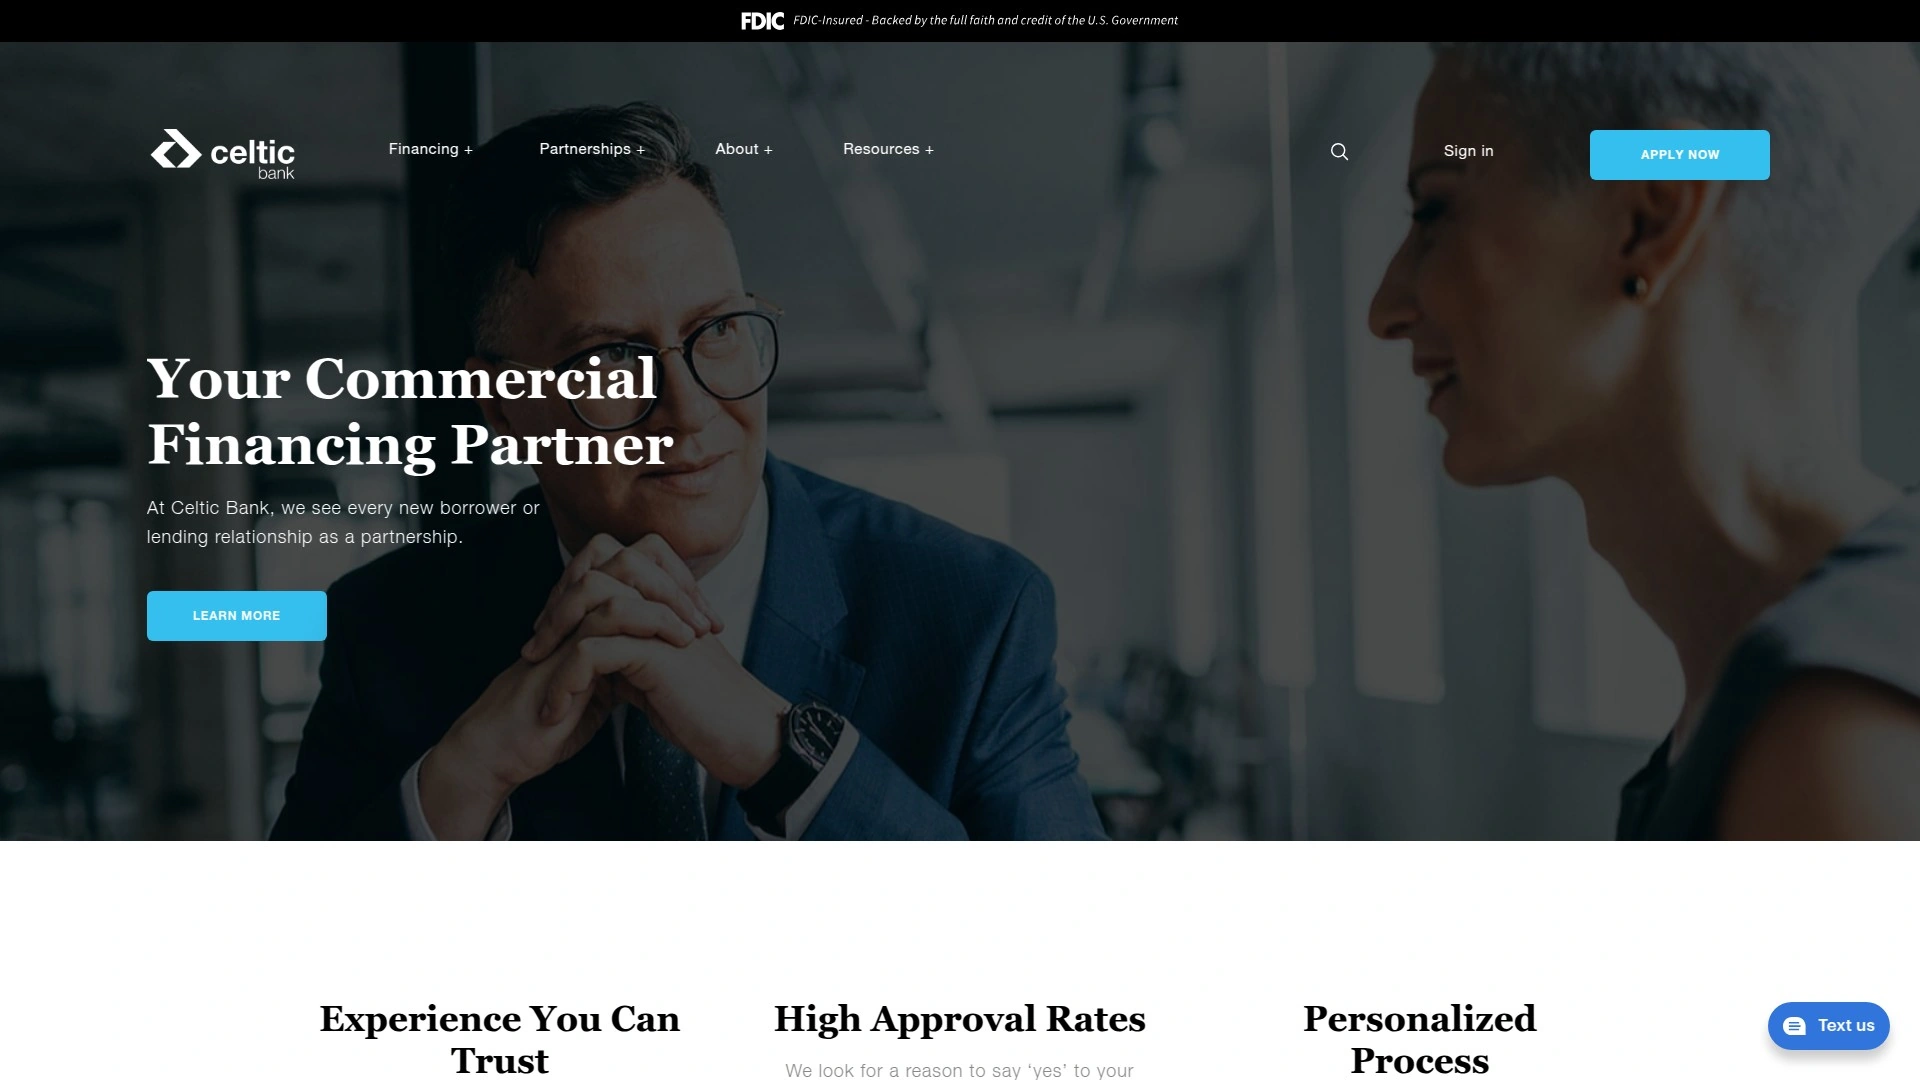 FDIC FDIC-Insured - Backed by the full faith and credit of the U.S. Government
celtic
bank
Financing +
Partnerships +
About +
Resources +
Sign in
APPLY NOW
Your Commercial
Financing Partner
At Celtic Bank, we see every new borrower or
lending relationship as a partnership.
LEARN MORE
Experience You Can
Trust
High Approval Rates
We look for a reason to say ‘yes’ to your
Personalized
Process
Text us